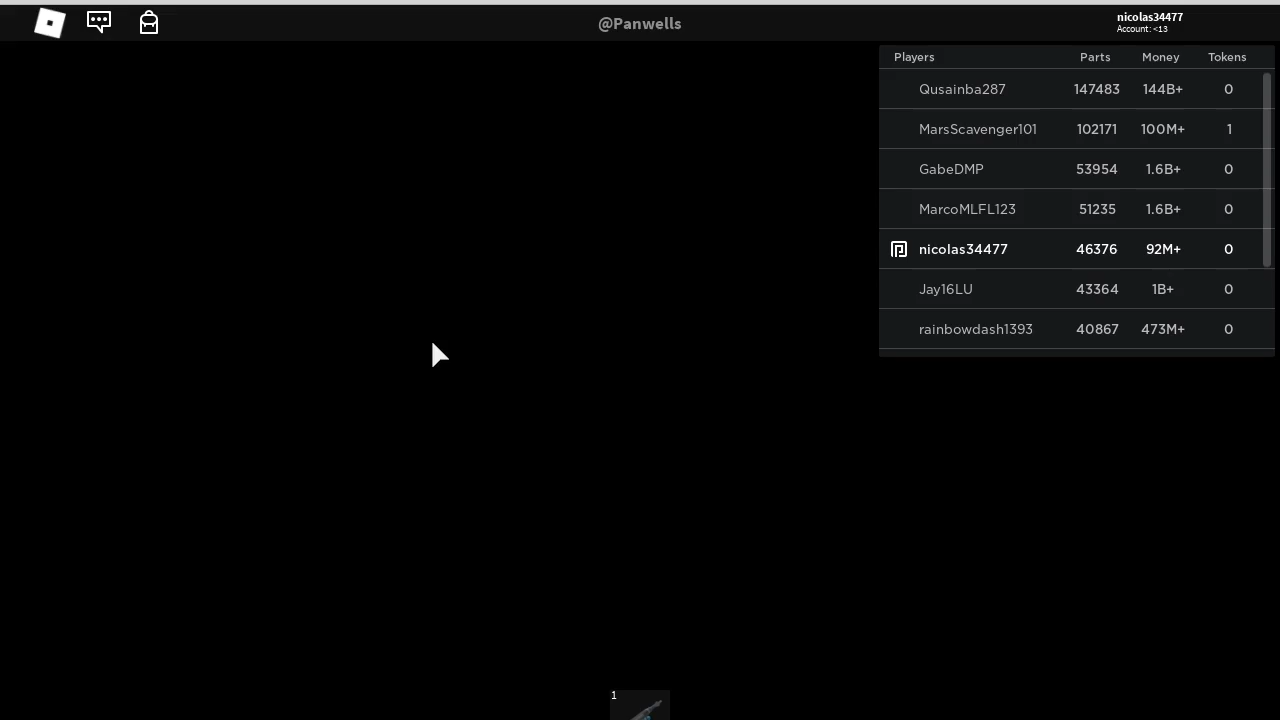 @Panwells
nicolas34477
Account: <13
Players Parts Money Tokens
Qusainba287 147483 144B+ 0
MarsScavenger101 102171 100M+ 1
GabeDMP 53954 1.6B+ 0
MarcoMLFL123 51235 1.6B+ 0
nicolas34477 46376 92M+ 0
Jay16LU 43364 1B+ 0
rainbowdash1393 40867 473M+ 0
1